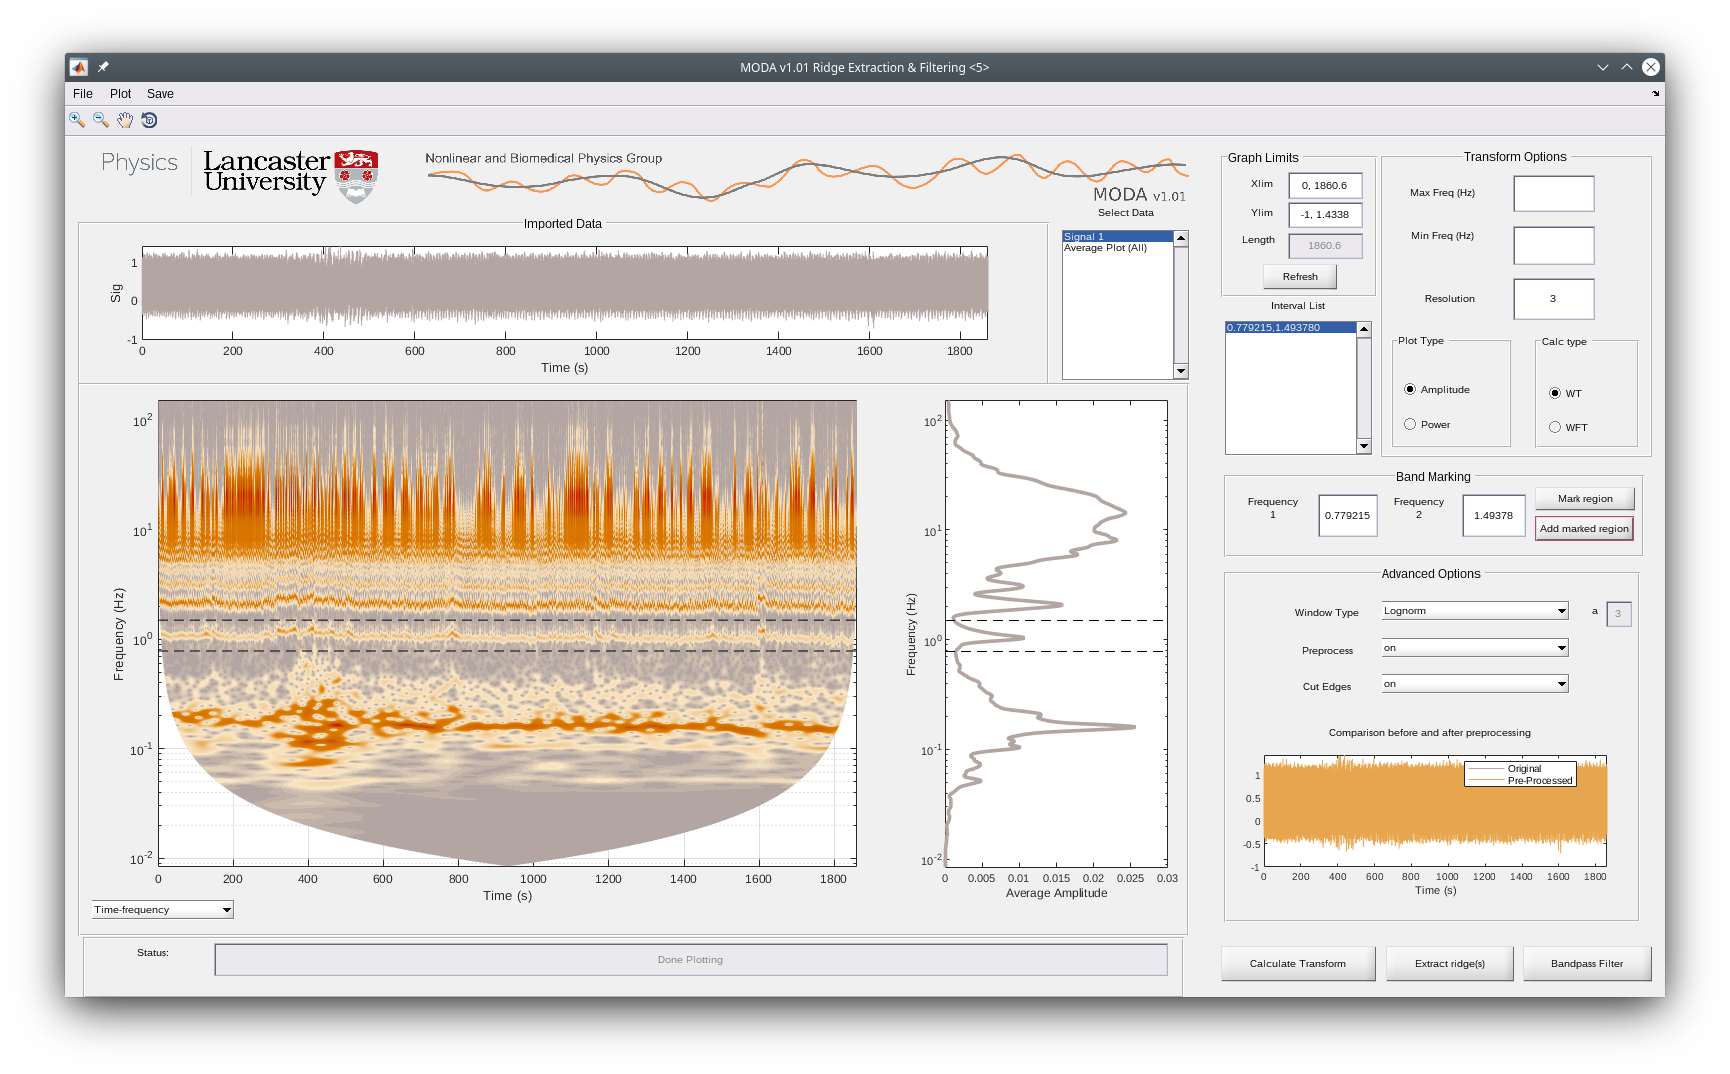 MODA v1.01 Ridge Extraction & Filtering <5>
File Plot Save
Physics Lancaster University
Nonlinear and Biomedical Physics Group
MODA v1.01
Select Data
Signal 1
Average Plot (All)
Imported Data
Sig
1
0
-1
0 200 400 600 800 1000 1200 1400 1600 1800
Time (s)
Frequency (Hz)
10^2
10^1
10^0
10^-1
10^-2
0 200 400 600 800 1000 1200 1400 1600 1800
Time (s)
Time-frequency
Frequency (Hz)
10^2
10^1
10^0
10^-1
10^-2
0 0.005 0.01 0.015 0.02 0.025 0.03
Average Amplitude
Status:
Done Plotting
Graph Limits
Xlim 0, 1860.6
Ylim -1, 1.4338
Length 1860.6
Refresh
Interval List
0.779215,1.493780
Transform Options
Max Freq (Hz)
Min Freq (Hz)
Resolution 3
Plot Type
Amplitude
Power
Calc type
WT
WFT
Band Marking
Frequency 1 0.779215
Frequency 2 1.49378
Mark region
Add marked region
Advanced Options
Window Type Lognorm a 3
Preprocess on
Cut Edges on
Comparison before and after preprocessing
Original
Pre-Processed
1
0.5
0
-0.5
-1
0 200 400 600 800 1000 1200 1400 1600 1800
Time (s)
Calculate Transform
Extract ridge(s)
Bandpass Filter